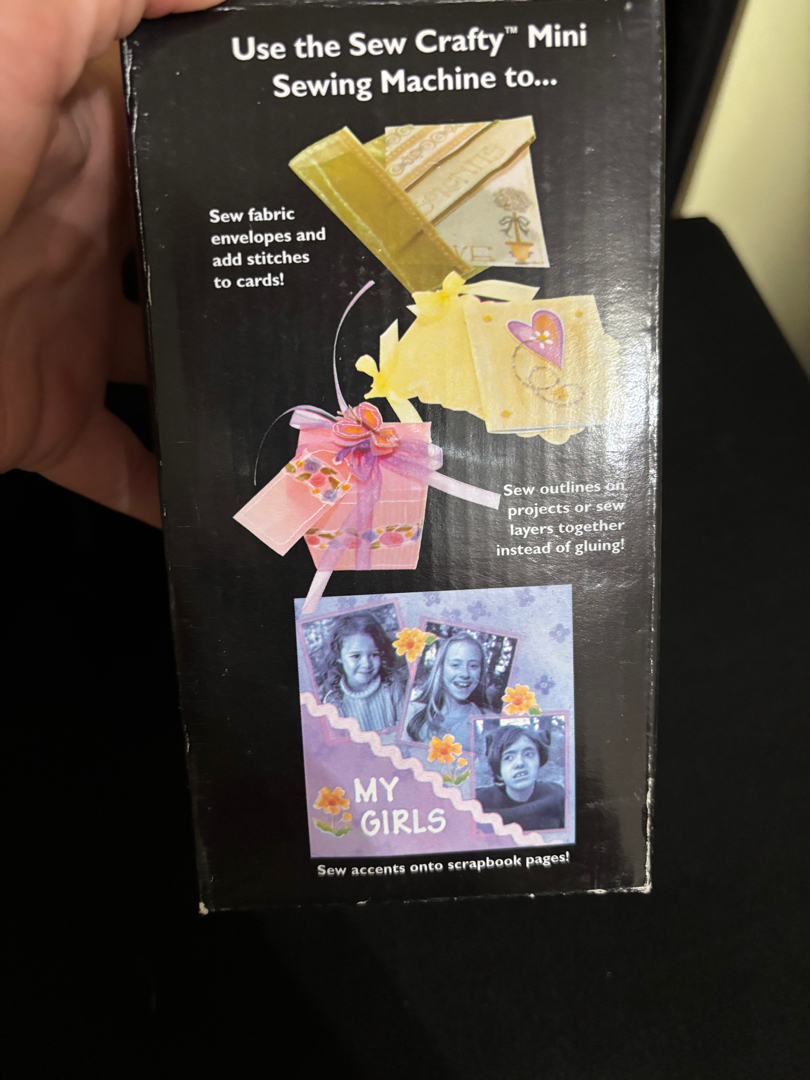 Use the Sew Crafty™ Mini
Sewing Machine to...
Sew fabric
envelopes and
add stitches
to cards!
Sew outlines on
projects or sew
layers together
instead of gluing!
MY
GIRLS
Sew accents onto scrapbook pages!